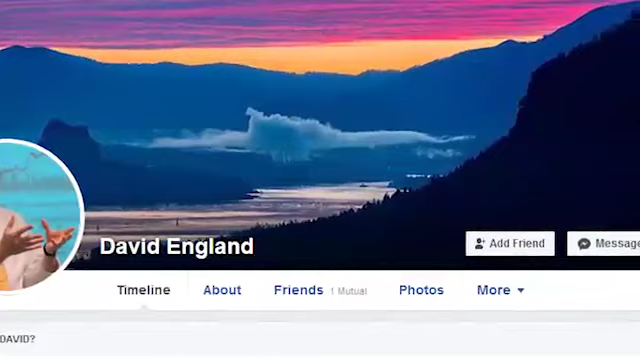 David England
Add Friend
Message
Timeline
About
Friends 1 Mutual
Photos
More
DAVID?